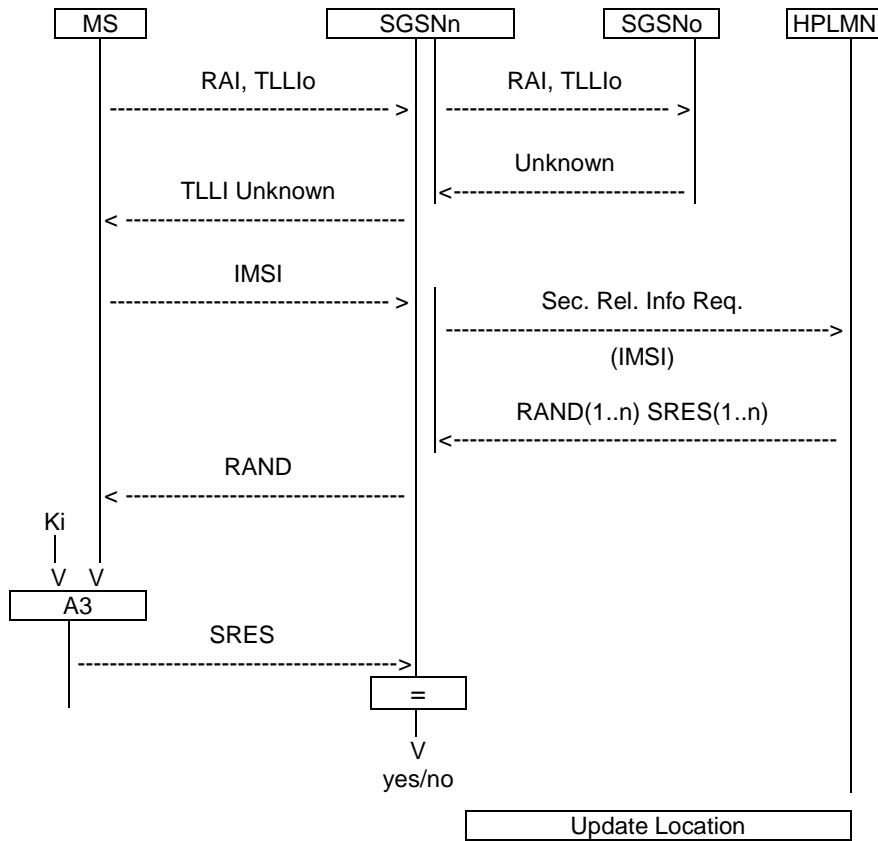 MS SGSNn SGSNo HPLMN
RAI, TLLIo RAI, TLLIo
Unknown
TLLI Unknown
IMSI
Sec. Rel. Info Req.
(IMSI)
RAND(1..n) SRES(1..n)
RAND
Ki
V V
A3
SRES
=
V
yes/no
Update Location